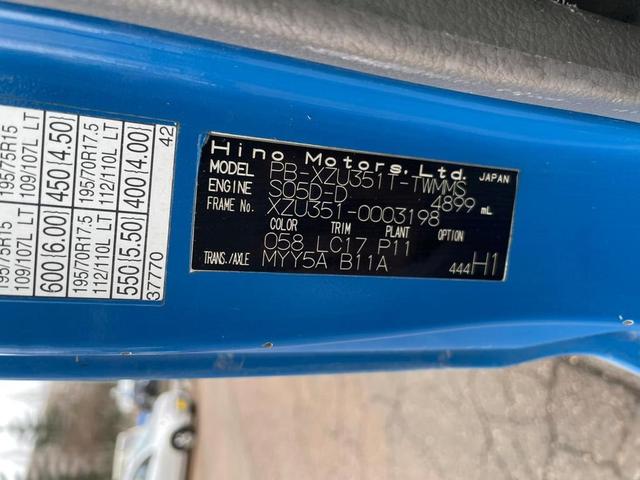 195/75R15 195/75R15
109/107L LT 109/107L LT
600(6.00) 450(4.50)
195/70R17.5 195/70R17.5
112/110L LT 112/110L LT
550(5.50) 400(4.00)
37770 42
Hino Motors, Ltd. JAPAN
MODEL PB-XZU351T-TWMMS
ENGINE S05D-D 4899 mL
FRAME No. XZU351-0003198
COLOR TRIM PLANT OPTION
058 LC17 P11
TRANS./AXLE MYY5A B11A 444H1